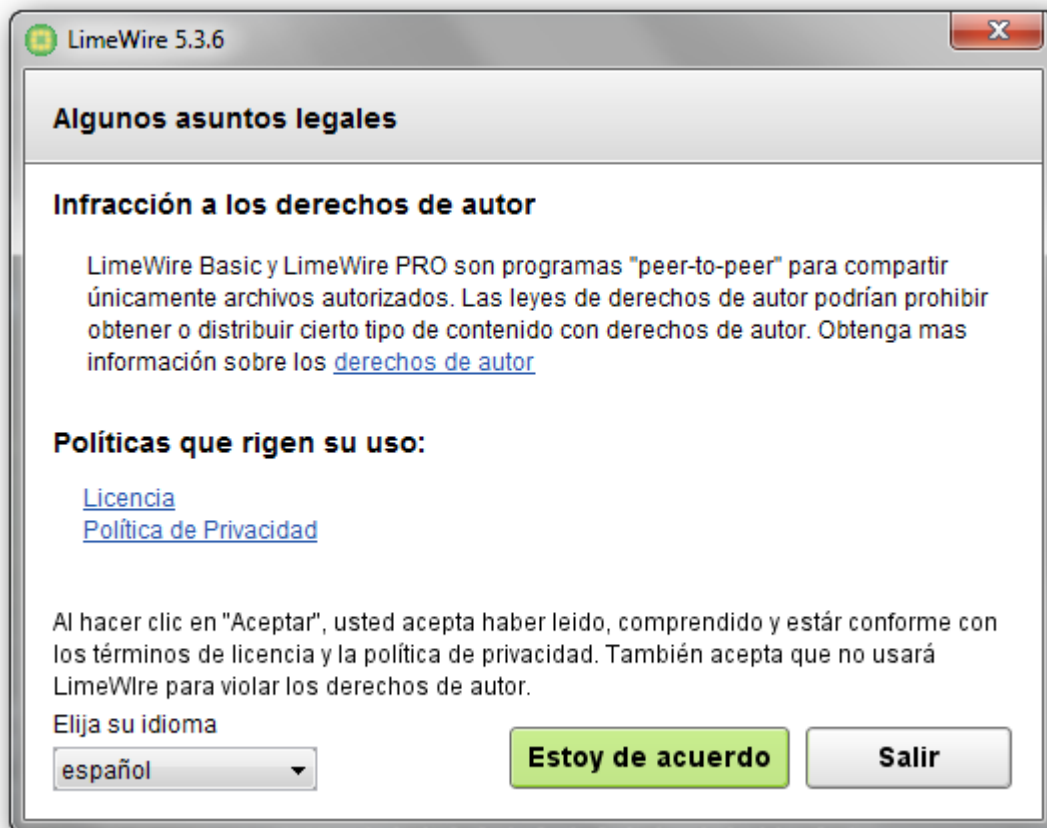 LimeWire 5.3.6
Algunos asuntos legales
Infracción a los derechos de autor
LimeWire Basic y LimeWire PRO son programas "peer-to-peer" para compartir
únicamente archivos autorizados. Las leyes de derechos de autor podrían prohibir
obtener o distribuir cierto tipo de contenido con derechos de autor. Obtenga mas
información sobre los derechos de autor
Políticas que rigen su uso:
Licencia
Política de Privacidad
Al hacer clic en "Aceptar", usted acepta haber leido, comprendido y estár conforme con
los términos de licencia y la política de privacidad. También acepta que no usará
LimeWIre para violar los derechos de autor.
Elija su idioma
español
Estoy de acuerdo
Salir